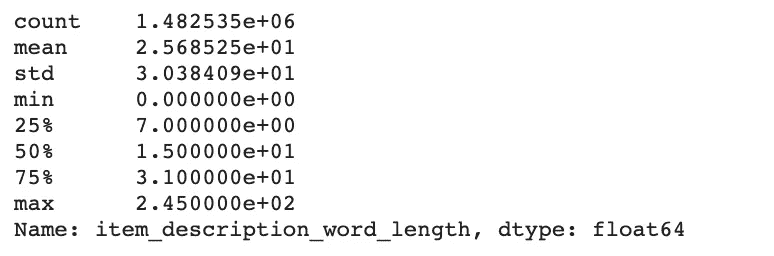 count    1.482535e+06
mean     2.568525e+01
std      3.038409e+01
min      0.000000e+00
25%      7.000000e+00
50%      1.500000e+01
75%      3.100000e+01
max      2.450000e+02
Name: item_description_word_length, dtype: float64